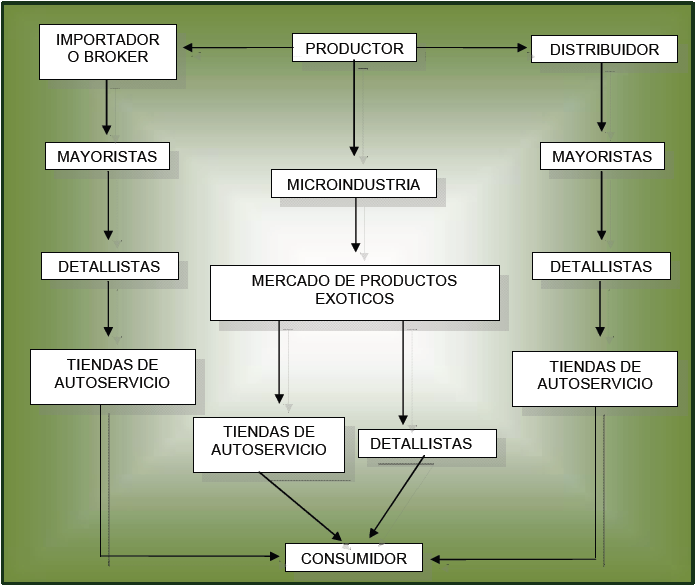 IMPORTADOR
O BROKER
PRODUCTOR
DISTRIBUIDOR
MAYORISTAS
MAYORISTAS
MICROINDUSTRIA
DETALLISTAS
MERCADO DE PRODUCTOS
EXOTICOS
DETALLISTAS
TIENDAS DE
AUTOSERVICIO
TIENDAS DE
AUTOSERVICIO
TIENDAS DE
AUTOSERVICIO
DETALLISTAS
CONSUMIDOR